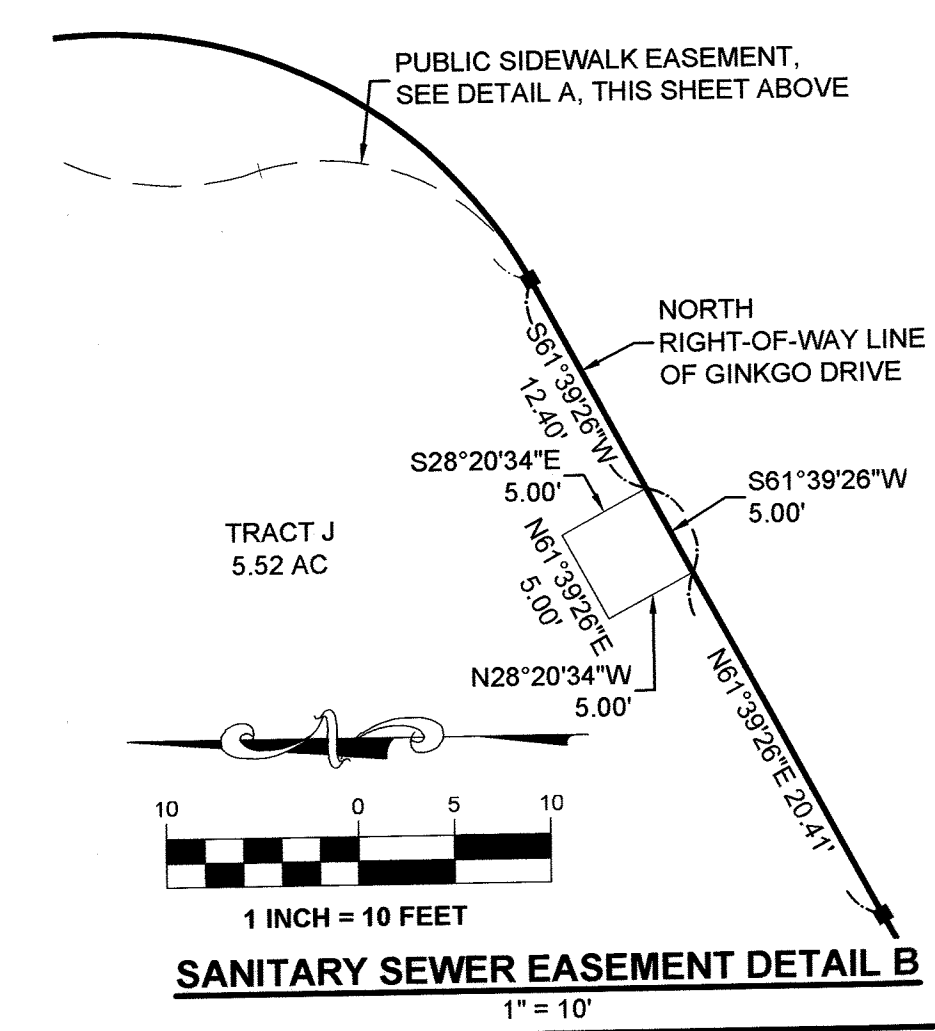 PUBLIC SIDEWALK EASEMENT,
SEE DETAIL A, THIS SHEET ABOVE
NORTH
RIGHT-OF-WAY LINE
OF GINKGO DRIVE
S61°39'26"W
12.40'
S28°20'34"E
5.00'
S61°39'26"W
5.00'
TRACT J
5.52 AC
N61°39'26"E
5.00'
N28°20'34"W
5.00'
N61°39'26"E 20.41'
N
10 0 5 10
1 INCH = 10 FEET
SANITARY SEWER EASEMENT DETAIL B
1" = 10'